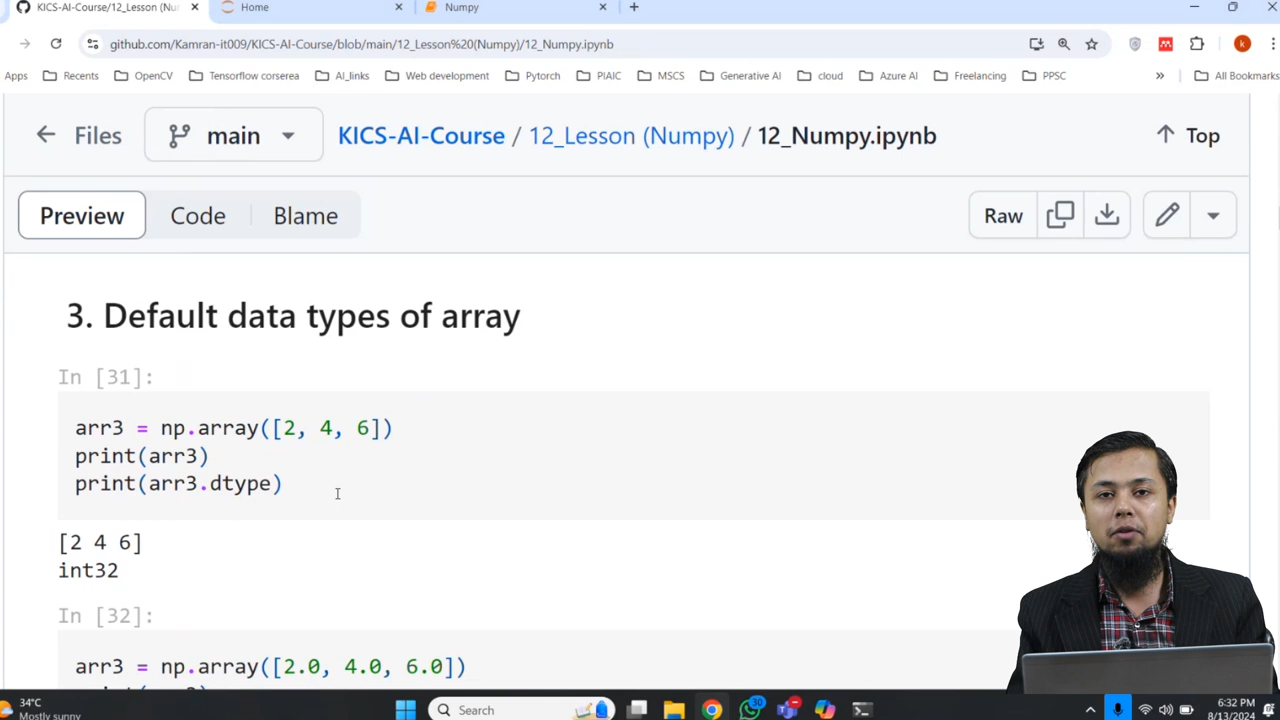 KICS-AI-Course/12_Lesson (Nu
Home
Numpy
github.com/Kamran-it009/KICS-AI-Course/blob/main/12_Lesson%20(Numpy)/12_Numpy.ipynb
k
Apps
Recents
OpenCV
Tensorflow corserea
AI_links
Web development
Pytorch
PIAIC
MSCS
Generative AI
cloud
Azure AI
Freelancing
PPSC
»
All Bookmarks
Files
main
KICS-AI-Course / 12_Lesson (Numpy) / 12_Numpy.ipynb
Top
Preview
Code
Blame
Raw
3. Default data types of array
In [31]:
arr3 = np.array([2, 4, 6])
print(arr3)
print(arr3.dtype)
[2 4 6]
int32
In [32]:
arr3 = np.array([2.0, 4.0, 6.0])
34°C
Mostly sunny
Search
30
6:32 PM
8/13/2024